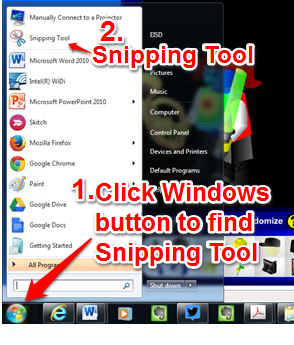 Manually Connect to a Projector
2.
Snipping Tool
Snipping Tool
EISD
Microsoft Word 2010
Pictures
Intel(R) WiDi
Music
Microsoft PowerPoint 2010
Computer
Skitch
Control Panel
Mozilla Firefox
Devices and Printers
Google Chrome
Default Programs
Paint
1. Click Windows
button to find
Snipping Tool
Google Drive
Google Docs
Getting Started
All Progra
Shut down